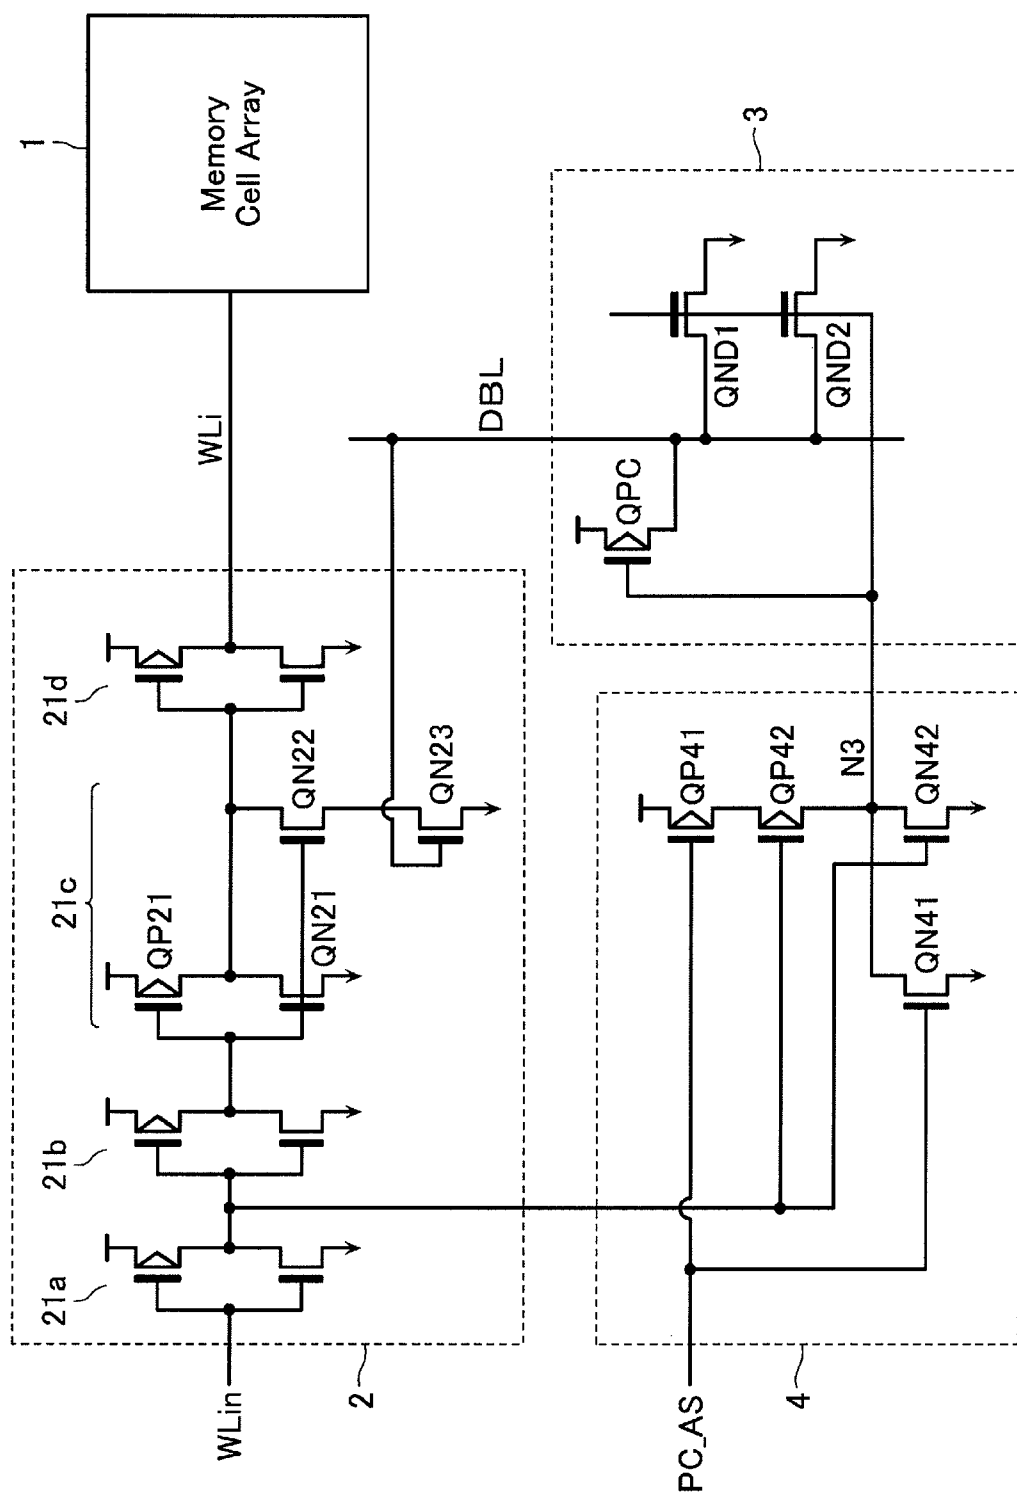 1
Memory
Cell Array
WLi
DBL
3
QND1
QND2
QPC
21d
21c
QP21
QN21
QN22
QN23
21b
21a
WLin
2
QP41
QP42
N3
QN42
QN41
PC_AS
4